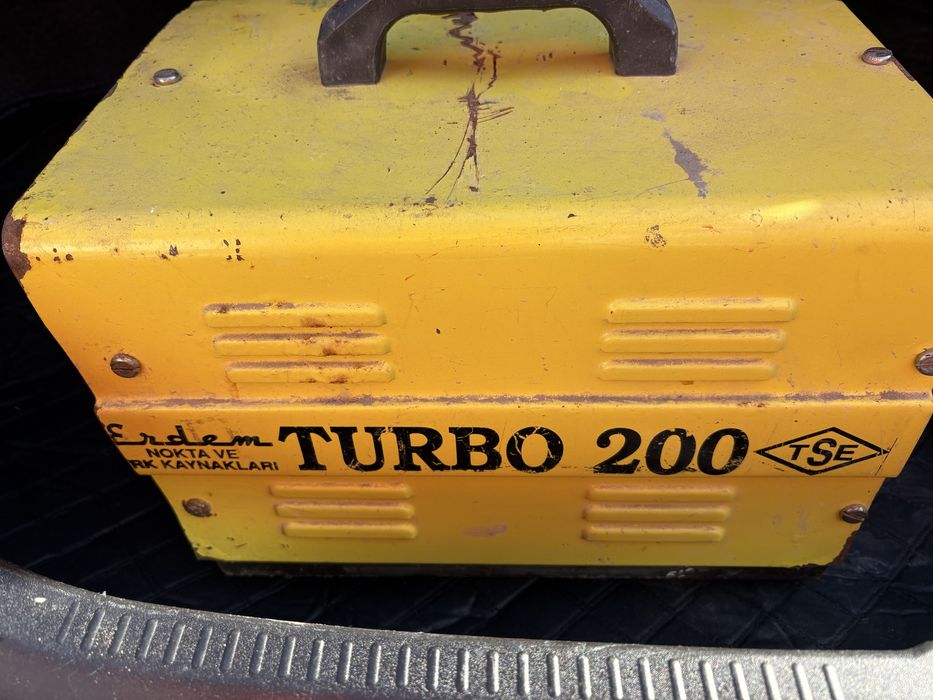 Erdem
NOKTA VE
RK KAYNAKLARI
TURBO 200
TSE